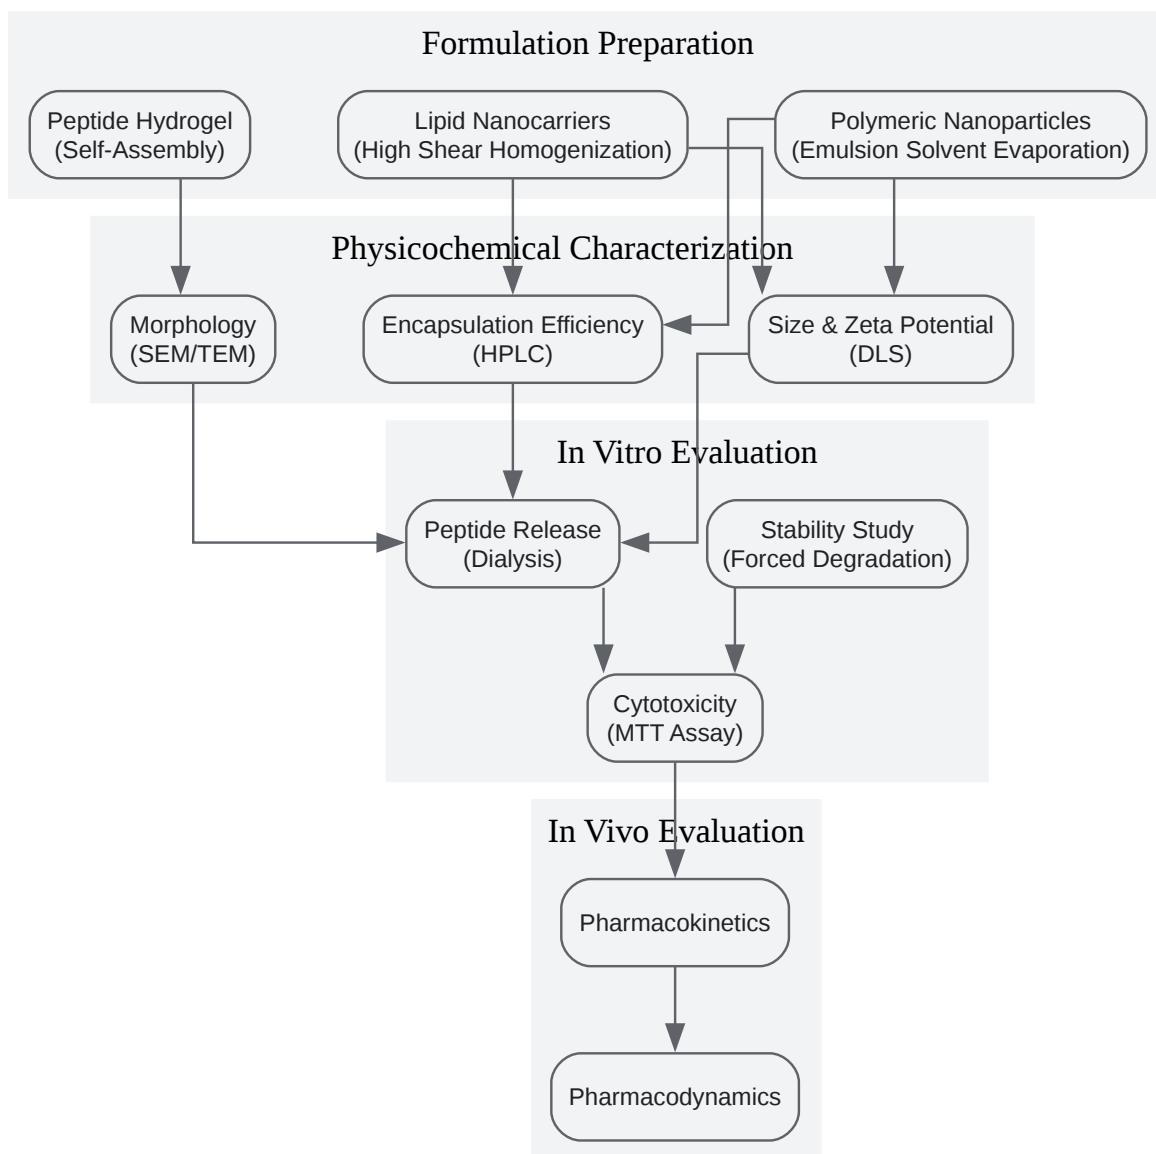 Formulation Preparation
Peptide Hydrogel
(Self-Assembly)
Lipid Nanocarriers
(High Shear Homogenization)
Polymeric Nanoparticles
(Emulsion Solvent Evaporation)
Physicochemical Characterization
Morphology
(SEM/TEM)
Encapsulation Efficiency
(HPLC)
Size & Zeta Potential
(DLS)
In Vitro Evaluation
Peptide Release
(Dialysis)
Stability Study
(Forced Degradation)
Cytotoxicity
(MTT Assay)
In Vivo Evaluation
Pharmacokinetics
Pharmacodynamics